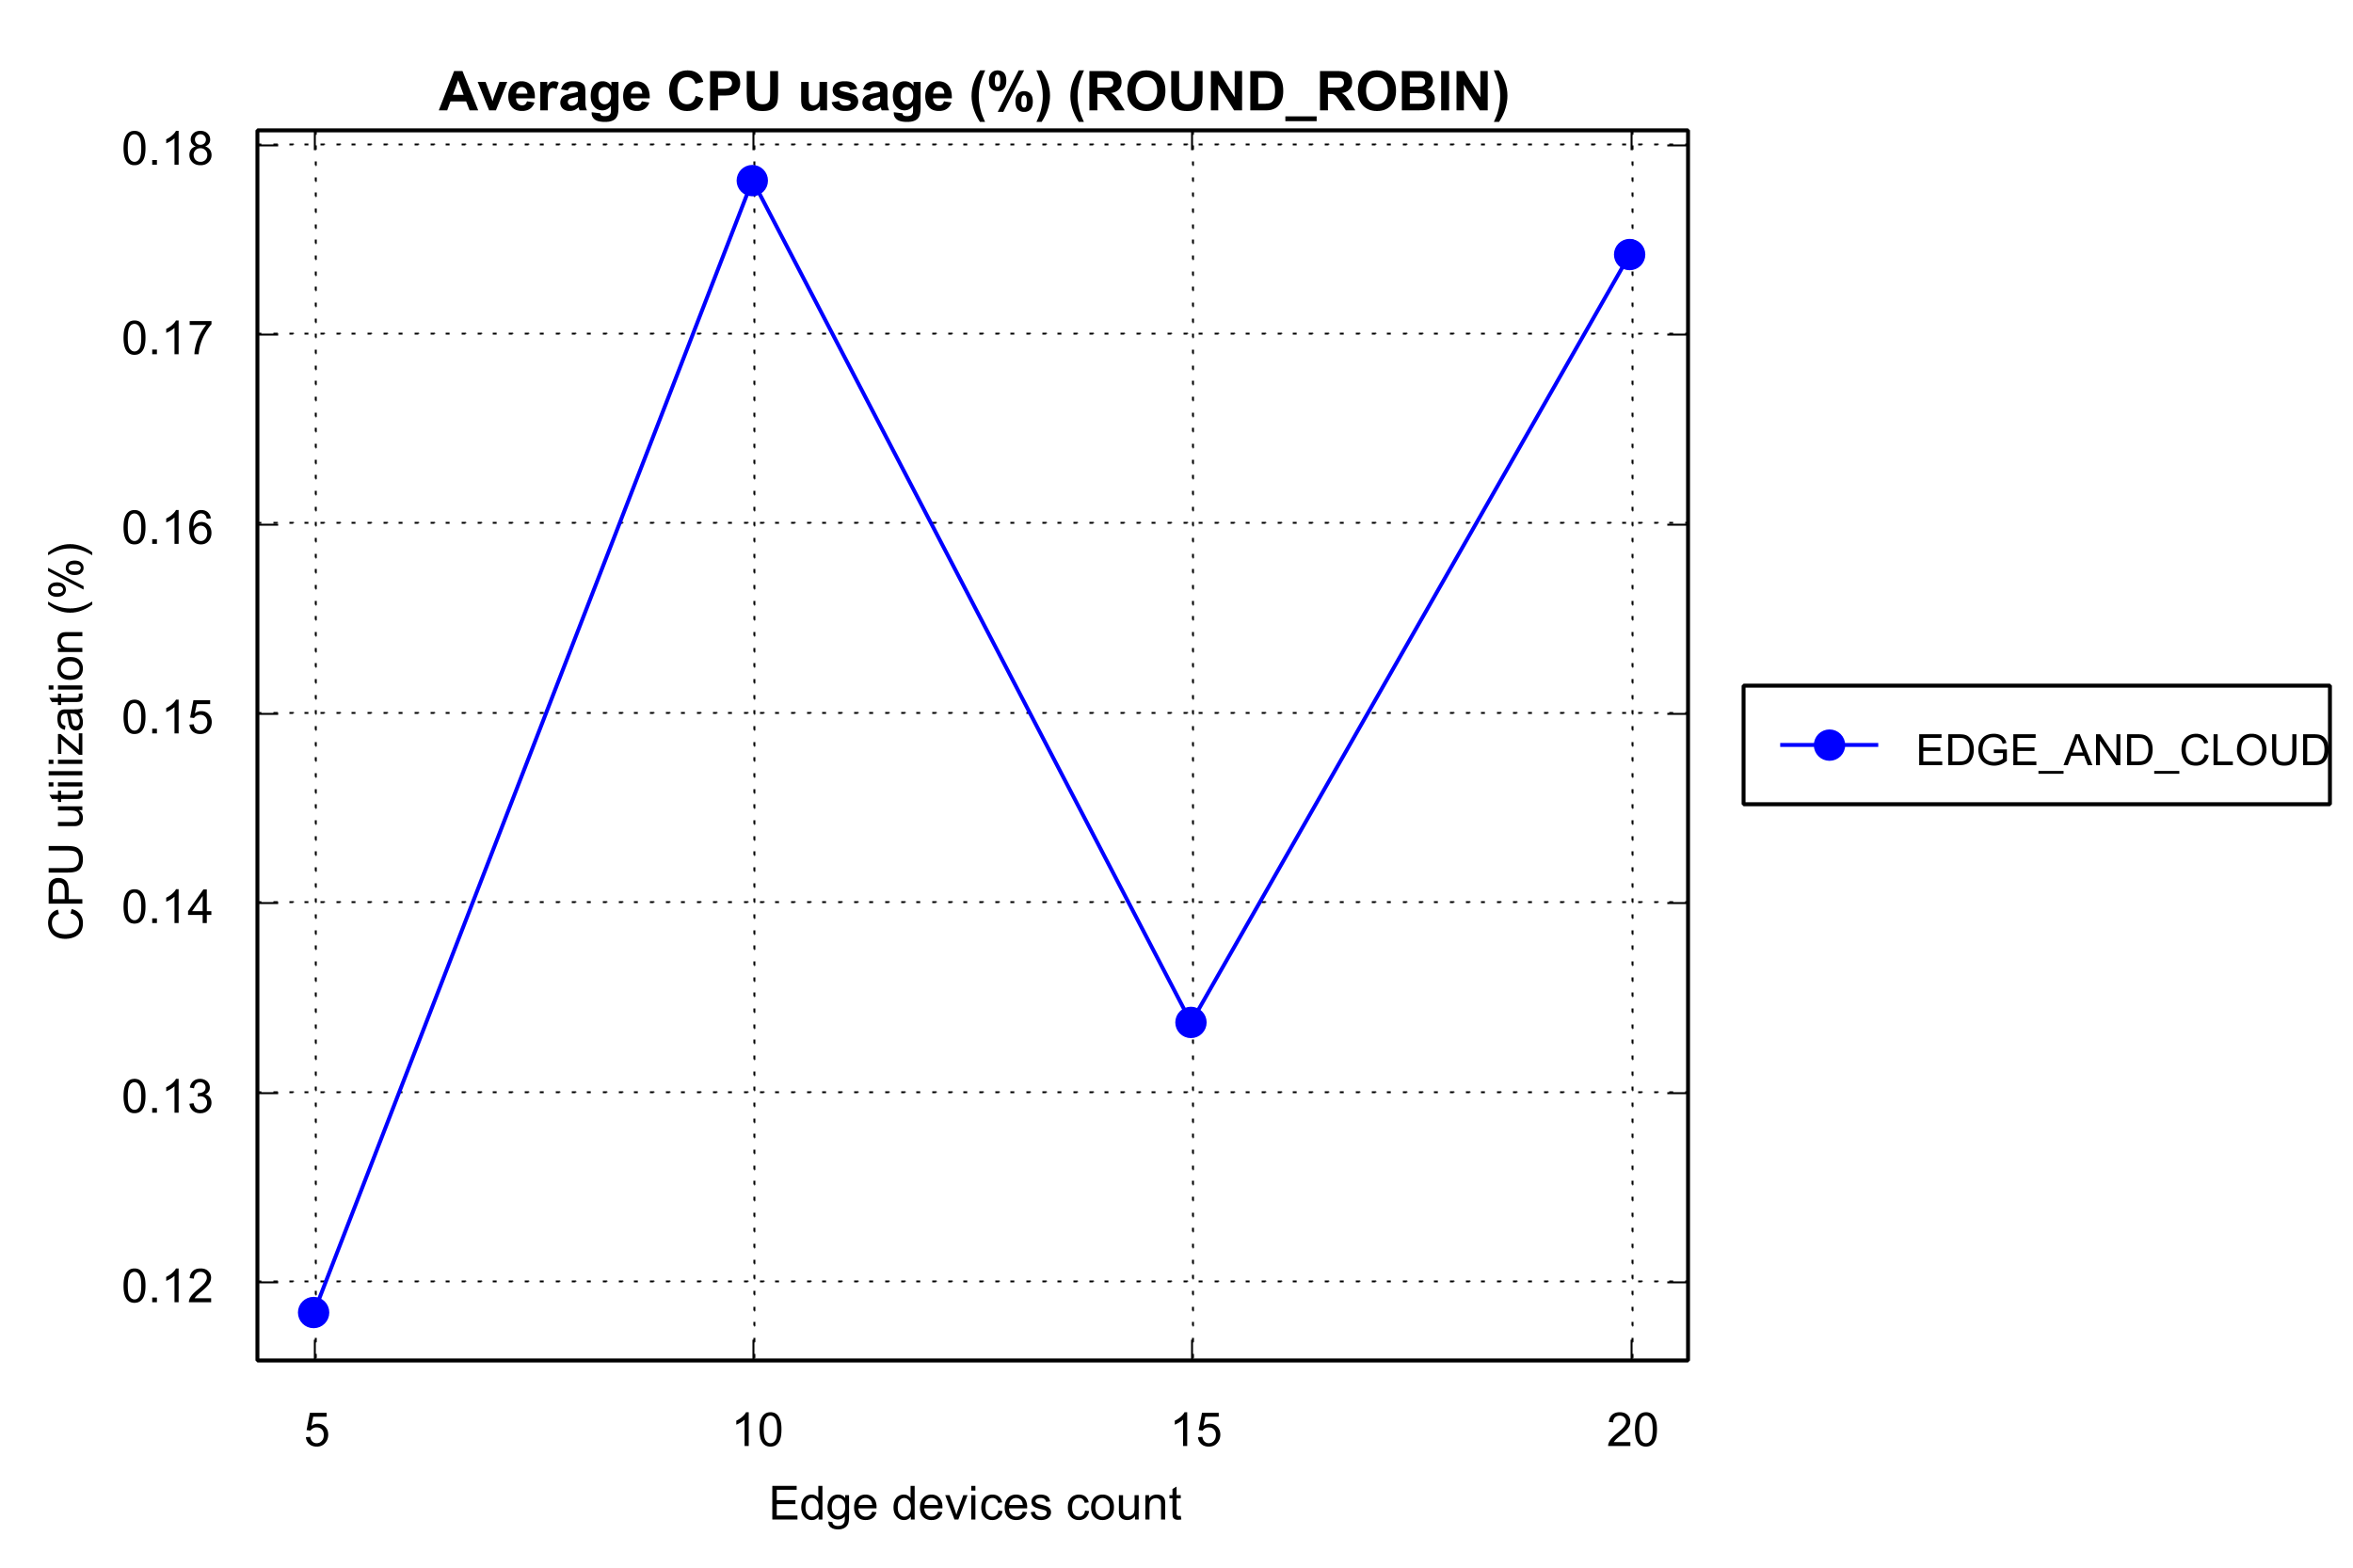 Average CPU usage (%) (ROUND_ROBIN)
0.18
0.17
0.16
0.15
0.14
0.13
0.12
CPU utilization (%)
5 10 15 20
Edge devices count
EDGE_AND_CLOUD